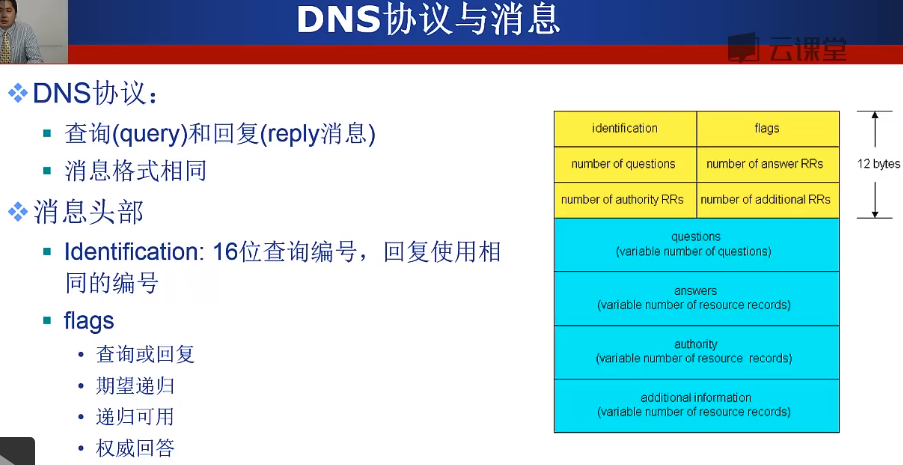 DNS协议与消息
云课堂
DNS协议：
查询(query)和回复(reply消息)
消息格式相同
消息头部
Identification: 16位查询编号，回复使用相
同的编号
flags
查询或回复
期望递归
递归可用
权威回答
identification
flags
12 bytes
number of questions
number of answer RRs
number of authority RRs
number of additional RRs
questions
(variable number of questions)
answers
(variable number of resource records)
authority
(variable number of resource records)
additional information
(variable number of resource records)